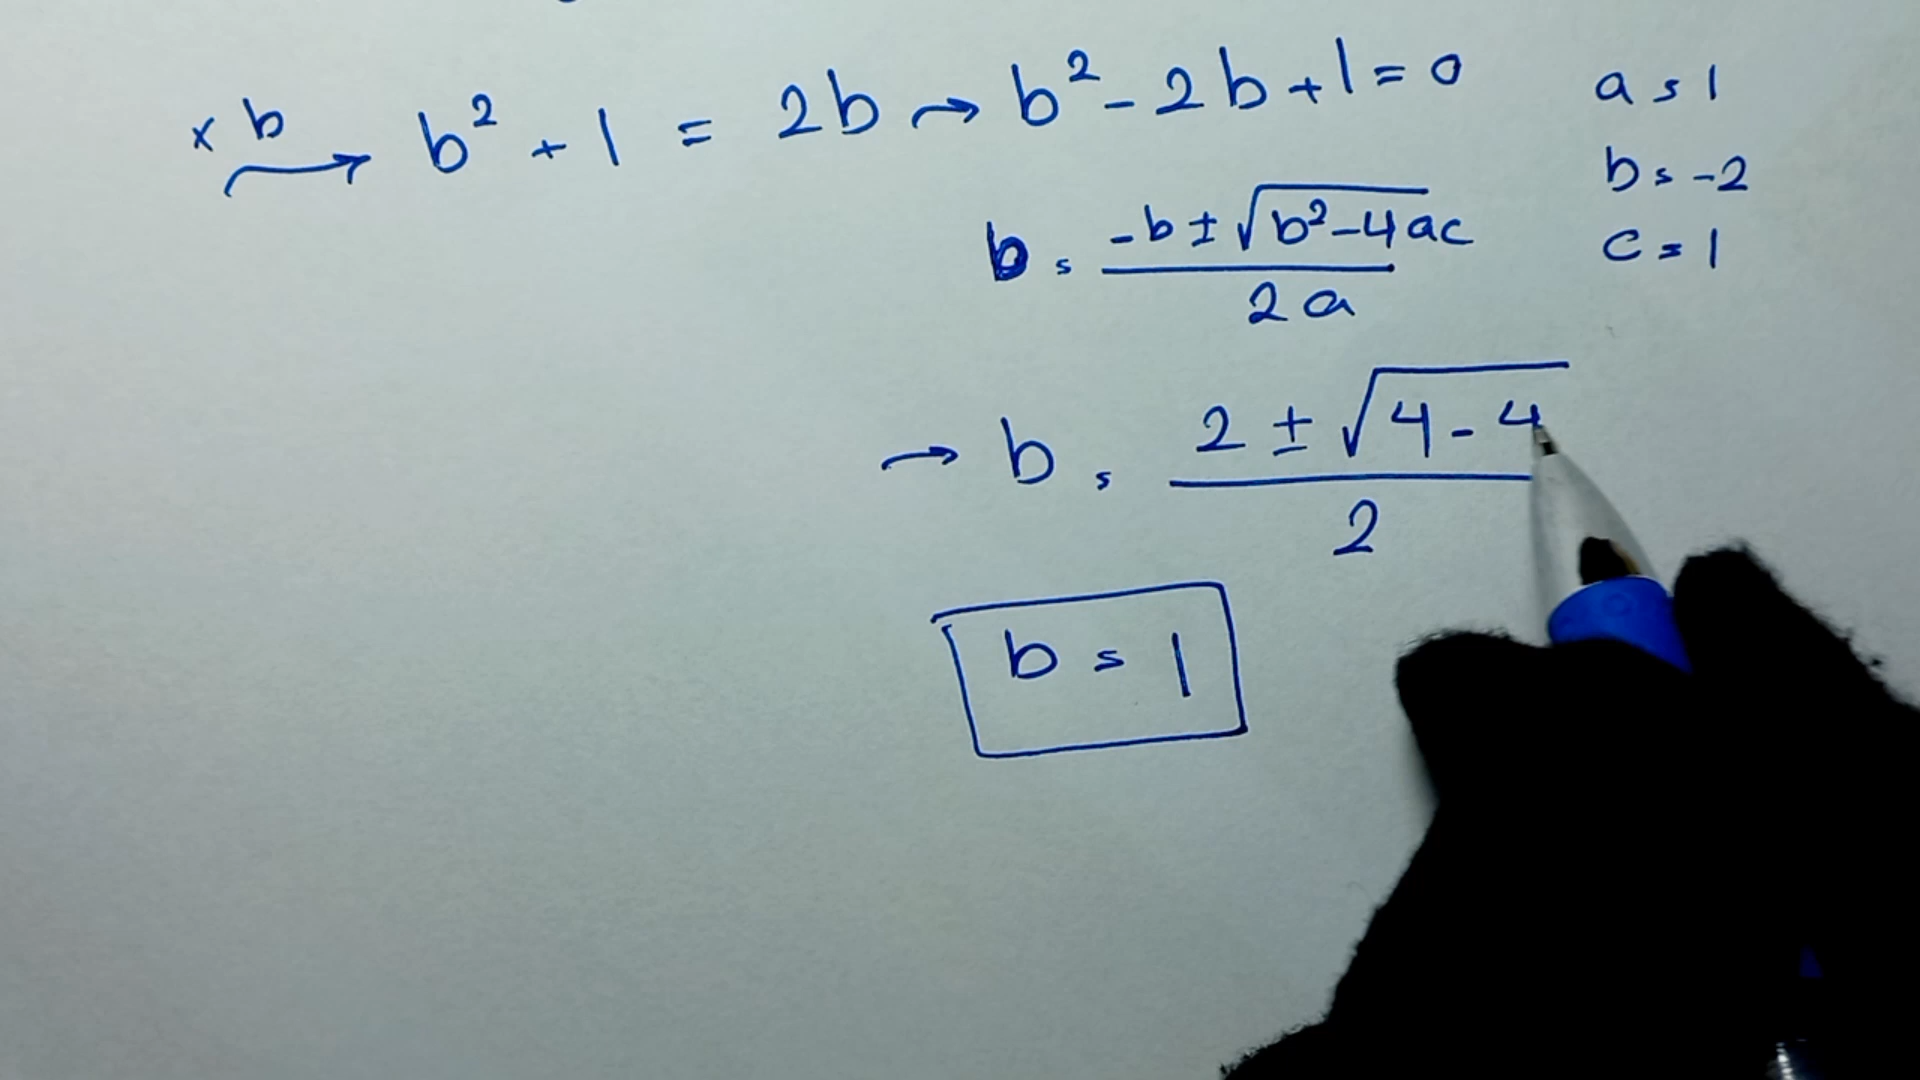 × b → b² + 1 = 2b → b² - 2b + 1 = 0
a = 1
b = -2
c = 1
b = (-b ± √(b² - 4ac)) / 2a
→ b = (2 ± √(4 - 4)) / 2
b = 1